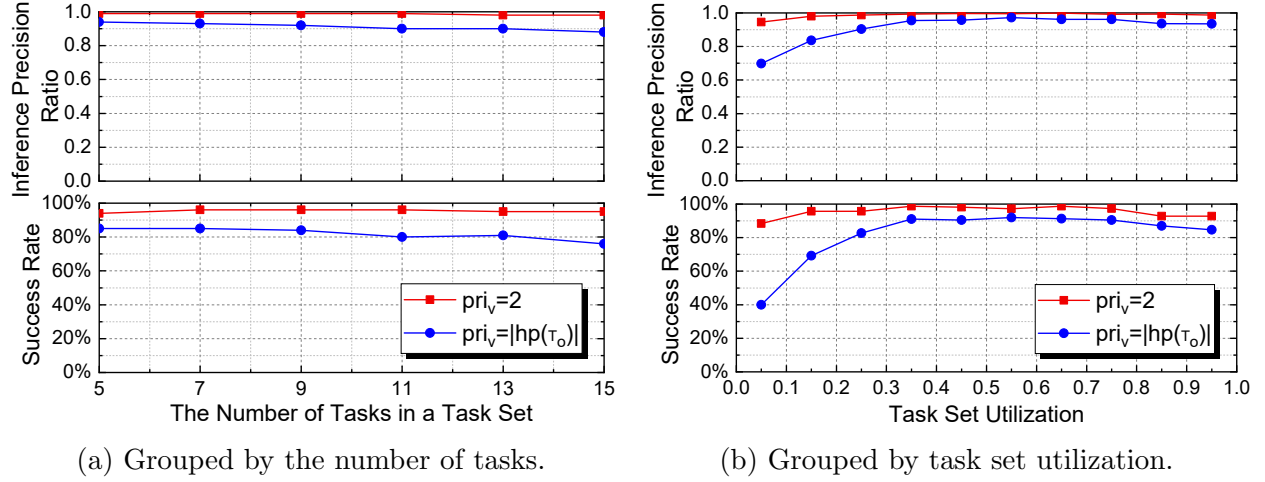 Inference Precision
Ratio
1.0
0.8
0.6
0.4
0.2
0.0
Success Rate
100%
80%
60%
40%
20%
0%
pri_v=2
pri_v=|hp(τ_o)|
5 7 9 11 13 15
The Number of Tasks in a Task Set
(a) Grouped by the number of tasks.
Inference Precision
Ratio
1.0
0.8
0.6
0.4
0.2
0.0
Success Rate
100%
80%
60%
40%
20%
0%
pri_v=2
pri_v=|hp(τ_o)|
0.0 0.1 0.2 0.3 0.4 0.5 0.6 0.7 0.8 0.9 1.0
Task Set Utilization
(b) Grouped by task set utilization.